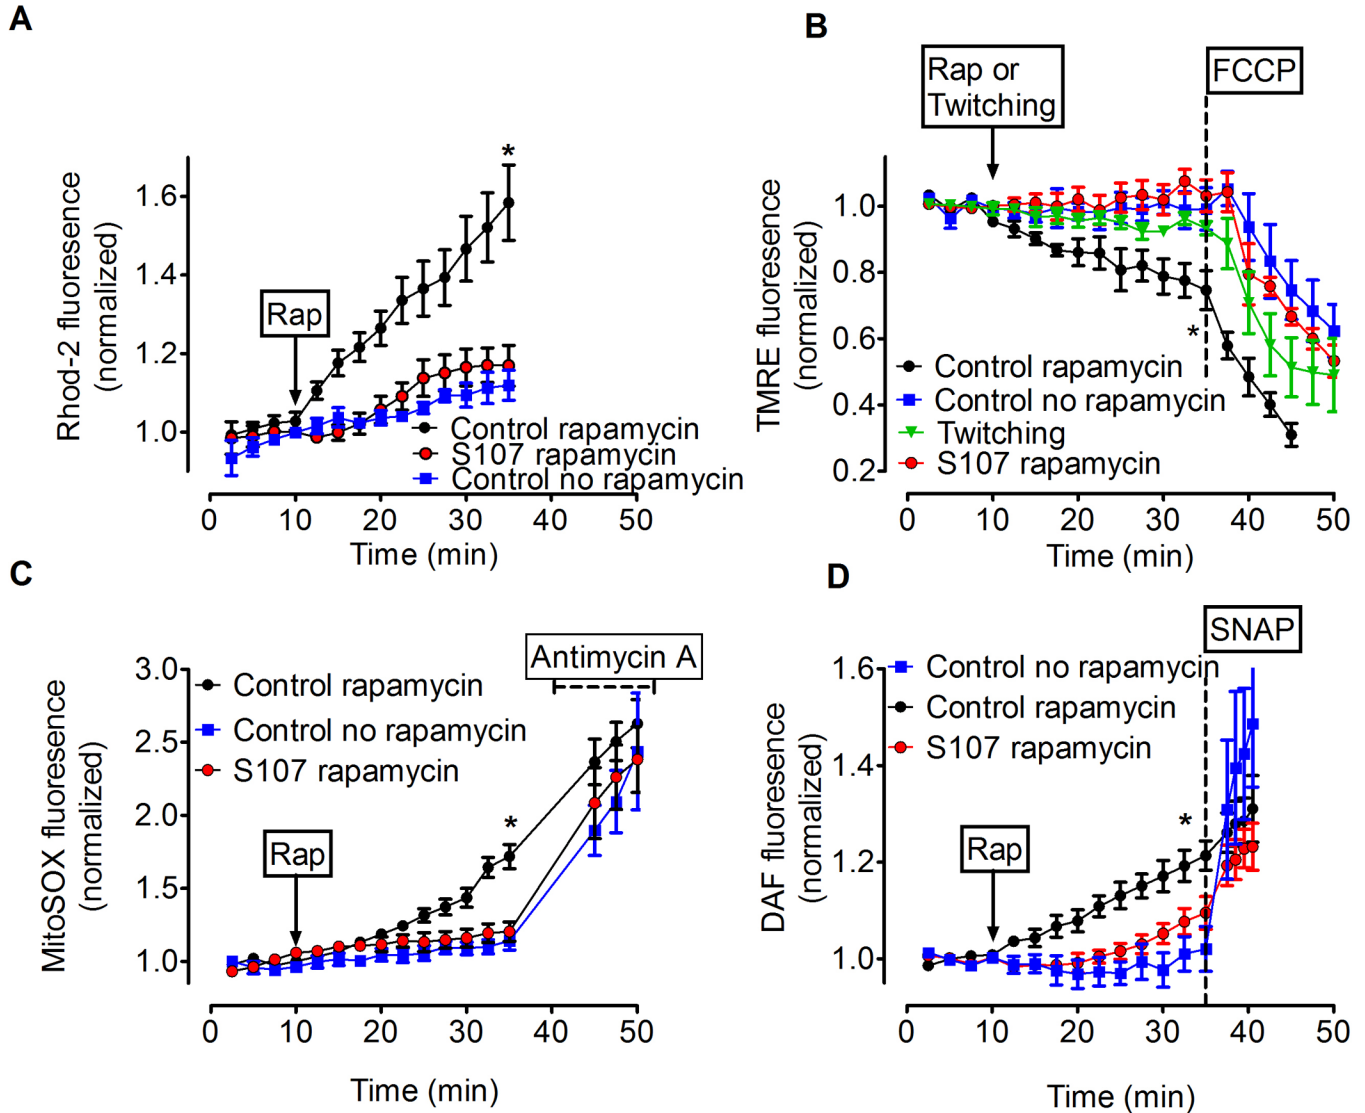 A
Rhod-2 fluoresence
(normalized)
1.6
1.4
1.2
1.0
Rap
*
Control rapamycin
S107 rapamycin
Control no rapamycin
0 10 20 30 40 50
Time (min)
B
Rap or
Twitching
FCCP
TMRE fluoresence
(normalized)
1.0
0.8
0.6
0.4
0.2
*
Control rapamycin
Control no rapamycin
Twitching
S107 rapamycin
0 10 20 30 40 50
Time (min)
C
MitoSOX fluoresence
(normalized)
3.0
2.5
2.0
1.5
1.0
Control rapamycin
Control no rapamycin
S107 rapamycin
Antimycin A
Rap
*
0 10 20 30 40 50
Time (min)
D
SNAP
DAF fluoresence
(normalized)
1.6
1.4
1.2
1.0
Control no rapamycin
Control rapamycin
S107 rapamycin
Rap
*
0 10 20 30 40 50
Time (min)